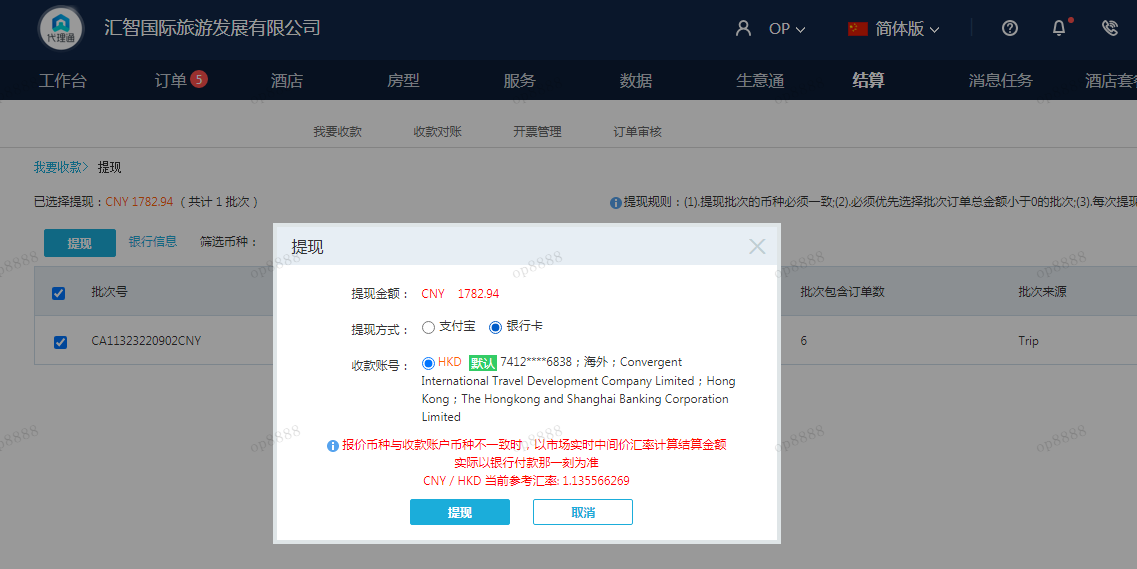 代理通
汇智国际旅游发展有限公司
OP
简体版
工作台
订单 5
酒店
房型
服务
数据
生意通
结算
消息任务
酒店套
我要收款
收款对账
开票管理
订单审核
我要收款> 提现
已选择提现：CNY 1782.94 （ 共计 1 批次 ）
提现规则：(1).提现批次的币种必须一致;(2).必须优先选择批次订单总金额小于0的批次;(3).每次提现
提现
银行信息
筛选币种：
批次号
批次包含订单数
批次来源
CA11323220902CNY
6
Trip
提现
提现金额： CNY 1782.94
提现方式： 支付宝 银行卡
收款账号： HKD 默认 7412****6838；海外；Convergent
International Travel Development Company Limited；Hong
Kong；The Hongkong and Shanghai Banking Corporation
Limited
报价币种与收款账户币种不一致时，以市场实时中间价汇率计算结算金额
实际以银行付款那一刻为准
CNY / HKD 当前参考汇率: 1.135566269
提现
取消
op8888
op8888
op8888
op8888
op8888
op8888
op8888
op8888